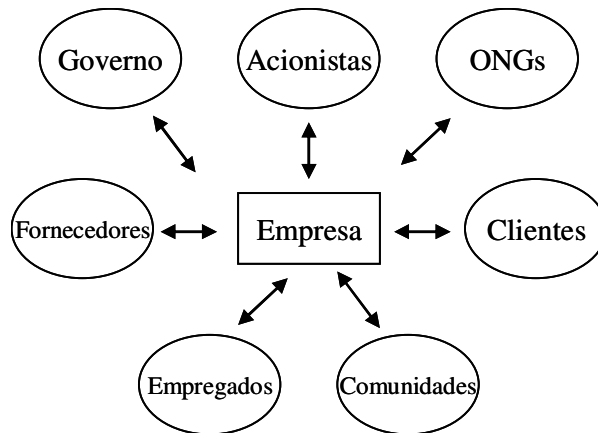 Governo
Acionistas
ONGs
Fornecedores
Empresa
Clientes
Empregados
Comunidades